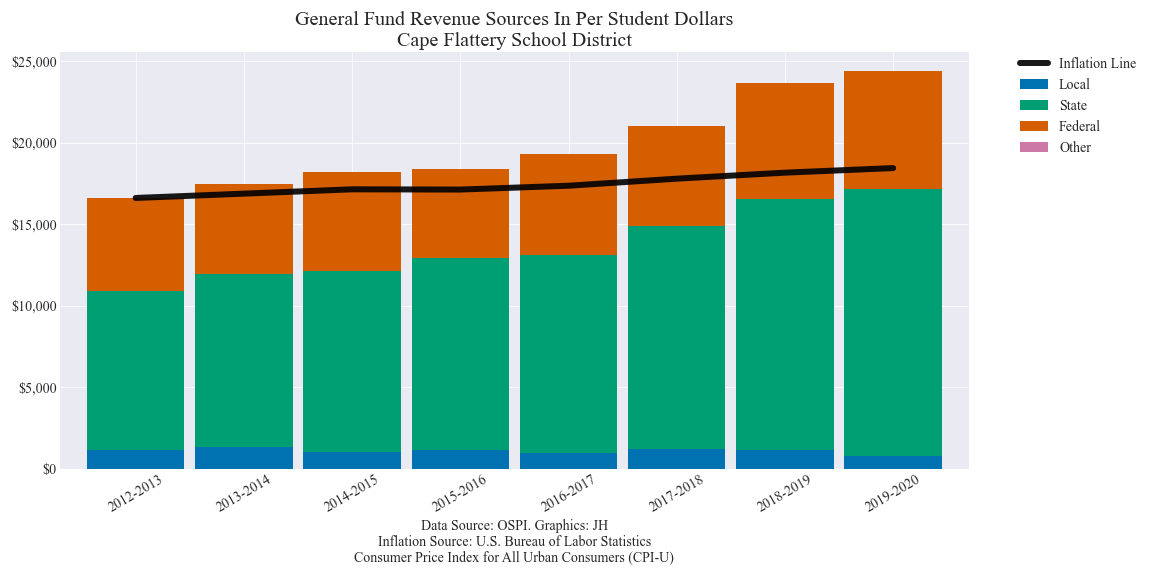 General Fund Revenue Sources In Per Student Dollars
Cape Flattery School District
$25,000
$20,000
$15,000
$10,000
$5,000
$0
Inflation Line
Local
State
Federal
Other
2012-2013
2013-2014
2014-2015
2015-2016
2016-2017
2017-2018
2018-2019
2019-2020
Data Source: OSPI. Graphics: JH
Inflation Source: U.S. Bureau of Labor Statistics
Consumer Price Index for All Urban Consumers (CPI-U)